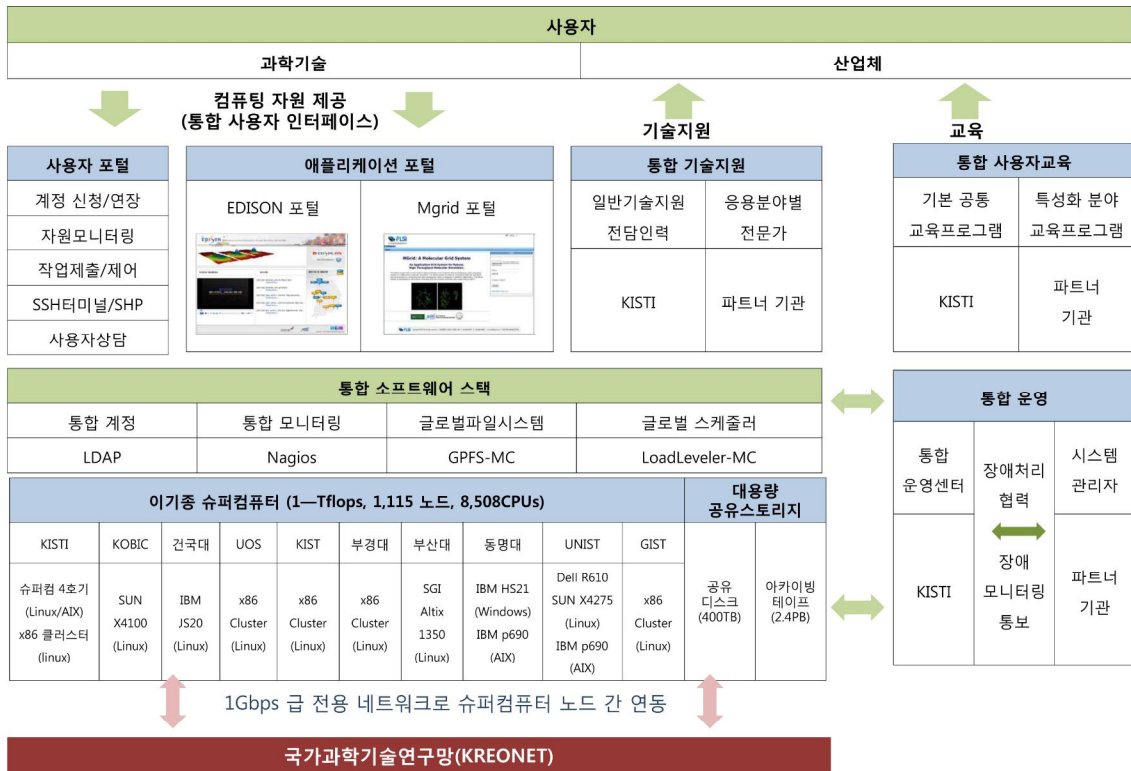 사용자
과학기술
산업체
컴퓨팅 자원 제공
(통합 사용자 인터페이스)
기술지원
교육
사용자 포털
계정 신청/연장
자원모니터링
작업제출/제어
SSH터미널/SHP
사용자상담
애플리케이션 포털
EDISON 포털
Mgrid 포털
PLSI
MGrid: A Molecular Grid System
통합 기술지원
일반기술지원
전담인력
응용분야별
전문가
KISTI
파트너 기관
통합 사용자교육
기본 공통
교육프로그램
특성화 분야
교육프로그램
KISTI
파트너
기관
통합 소프트웨어 스택
통합 계정
통합 모니터링
글로벌파일시스템
글로벌 스케줄러
LDAP
Nagios
GPFS-MC
LoadLeveler-MC
통합 운영
통합
운영센터
장애처리
협력
시스템
관리자
KISTI
장애
모니터링
통보
파트너
기관
이기종 슈퍼컴퓨터 (1—Tflops, 1,115 노드, 8,508CPUs)
대용량
공유스토리지
KISTI
KOBIC
건국대
UOS
KIST
부경대
부산대
동명대
UNIST
GIST
슈퍼컴 4호기
(Linux/AIX)
x86 클러스터
(linux)
SUN
X4100
(Linux)
IBM
JS20
(Linux)
x86
Cluster
(Linux)
x86
Cluster
(Linux)
x86
Cluster
(Linux)
SGI
Altix
1350
(Linux)
IBM HS21
(Windows)
IBM p690
(AIX)
Dell R610
SUN X4275
(Linux)
IBM p690
(AIX)
x86
Cluster
(Linux)
공유
디스크
(400TB)
아카이빙
테이프
(2.4PB)
1Gbps 급 전용 네트워크로 슈퍼컴퓨터 노드 간 연동
국가과학기술연구망(KREONET)